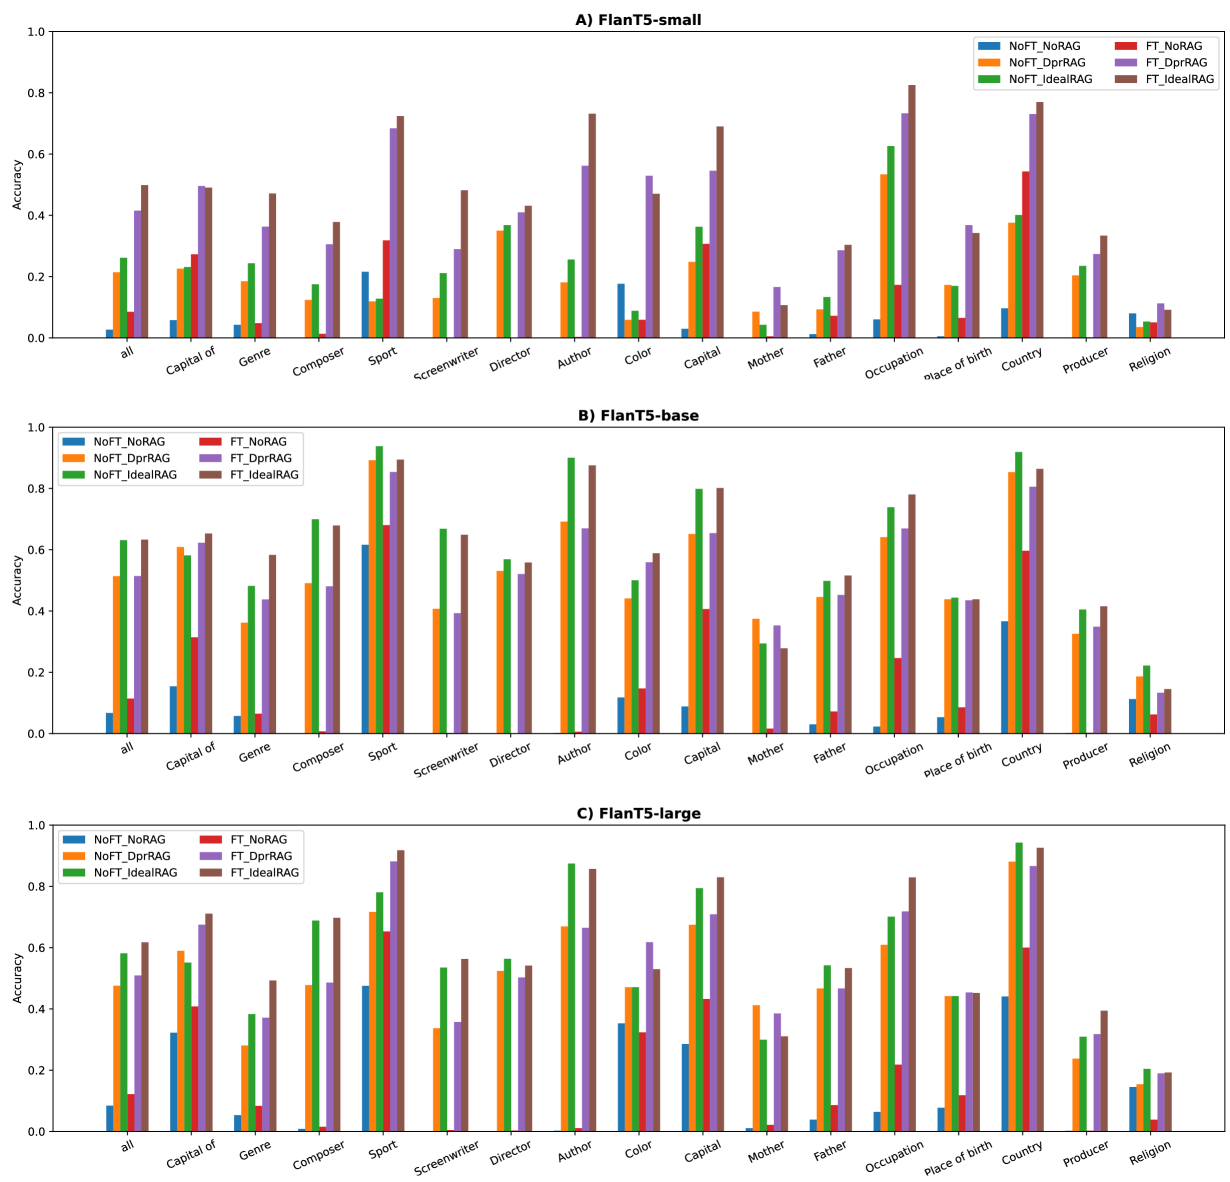 A) FlanT5-small
NoFT_NoRAG FT_NoRAG
NoFT_DprRAG FT_DprRAG
NoFT_IdealRAG FT_IdealRAG
1.0
0.8
0.6
0.4
0.2
0.0
Accuracy
all Capital of Genre Composer Sport Screenwriter Director Author Color Capital Mother Father Occupation Place of birth Country Producer Religion
B) FlanT5-base
NoFT_NoRAG FT_NoRAG
NoFT_DprRAG FT_DprRAG
NoFT_IdealRAG FT_IdealRAG
1.0
0.8
0.6
0.4
0.2
0.0
Accuracy
all Capital of Genre Composer Sport Screenwriter Director Author Color Capital Mother Father Occupation Place of birth Country Producer Religion
C) FlanT5-large
NoFT_NoRAG FT_NoRAG
NoFT_DprRAG FT_DprRAG
NoFT_IdealRAG FT_IdealRAG
1.0
0.8
0.6
0.4
0.2
0.0
Accuracy
all Capital of Genre Composer Sport Screenwriter Director Author Color Capital Mother Father Occupation Place of birth Country Producer Religion